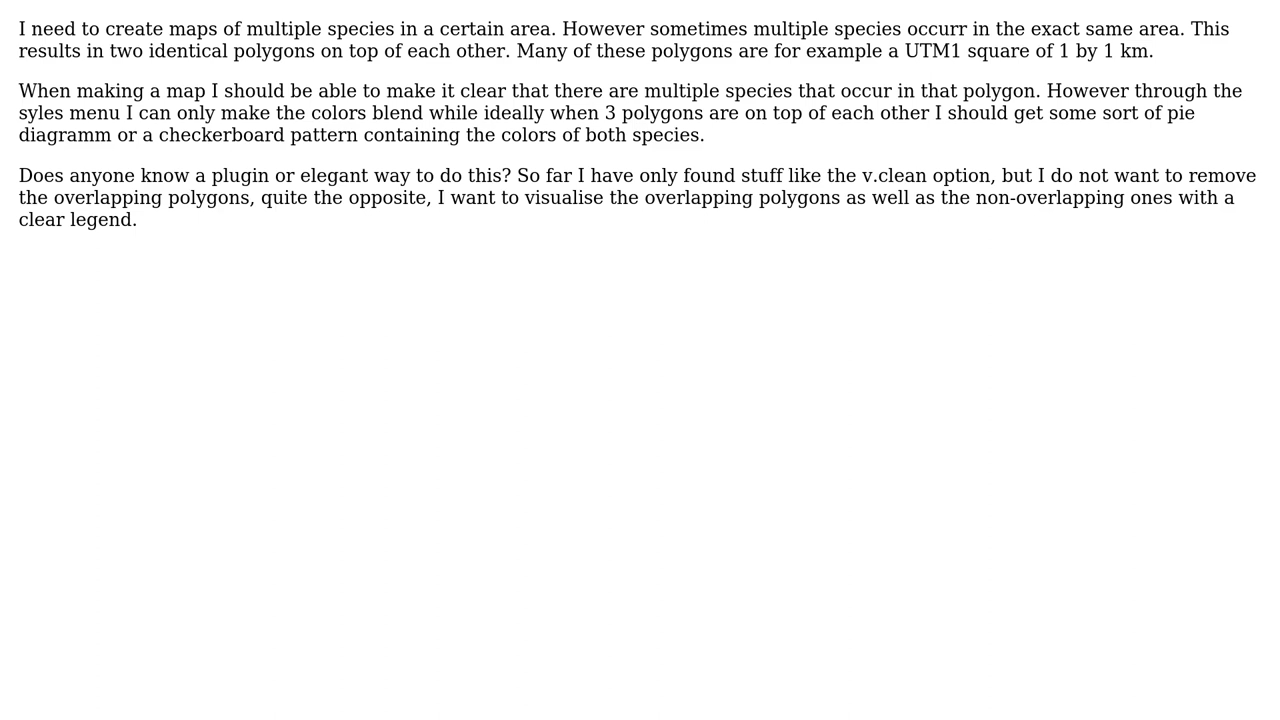 I need to create maps of multiple species in a certain area. However sometimes multiple species occurr in the exact same area. This
results in two identical polygons on top of each other. Many of these polygons are for example a UTM1 square of 1 by 1 km.
When making a map I should be able to make it clear that there are multiple species that occur in that polygon. However through the
syles menu I can only make the colors blend while ideally when 3 polygons are on top of each other I should get some sort of pie
diagramm or a checkerboard pattern containing the colors of both species.
Does anyone know a plugin or elegant way to do this? So far I have only found stuff like the v.clean option, but I do not want to remove
the overlapping polygons, quite the opposite, I want to visualise the overlapping polygons as well as the non-overlapping ones with a
clear legend.